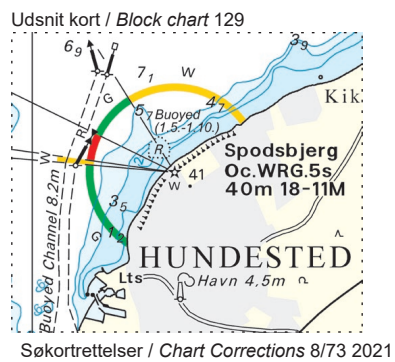 Udsnit kort / Block chart 129
6₉
3₉
7₁
W
G
5₇
4₇
Buoyed
(1.5.-1.10.)
Kik
R
R
2
Spodsbjerg
Oc.WRG.5s
40m 18-11M
W
W
41
Buoyed Channel 8.2m
3₅
G
1₂
HUNDESTED
Lts
Havn 4.5m
Søkortrettelser / Chart Corrections 8/73 2021